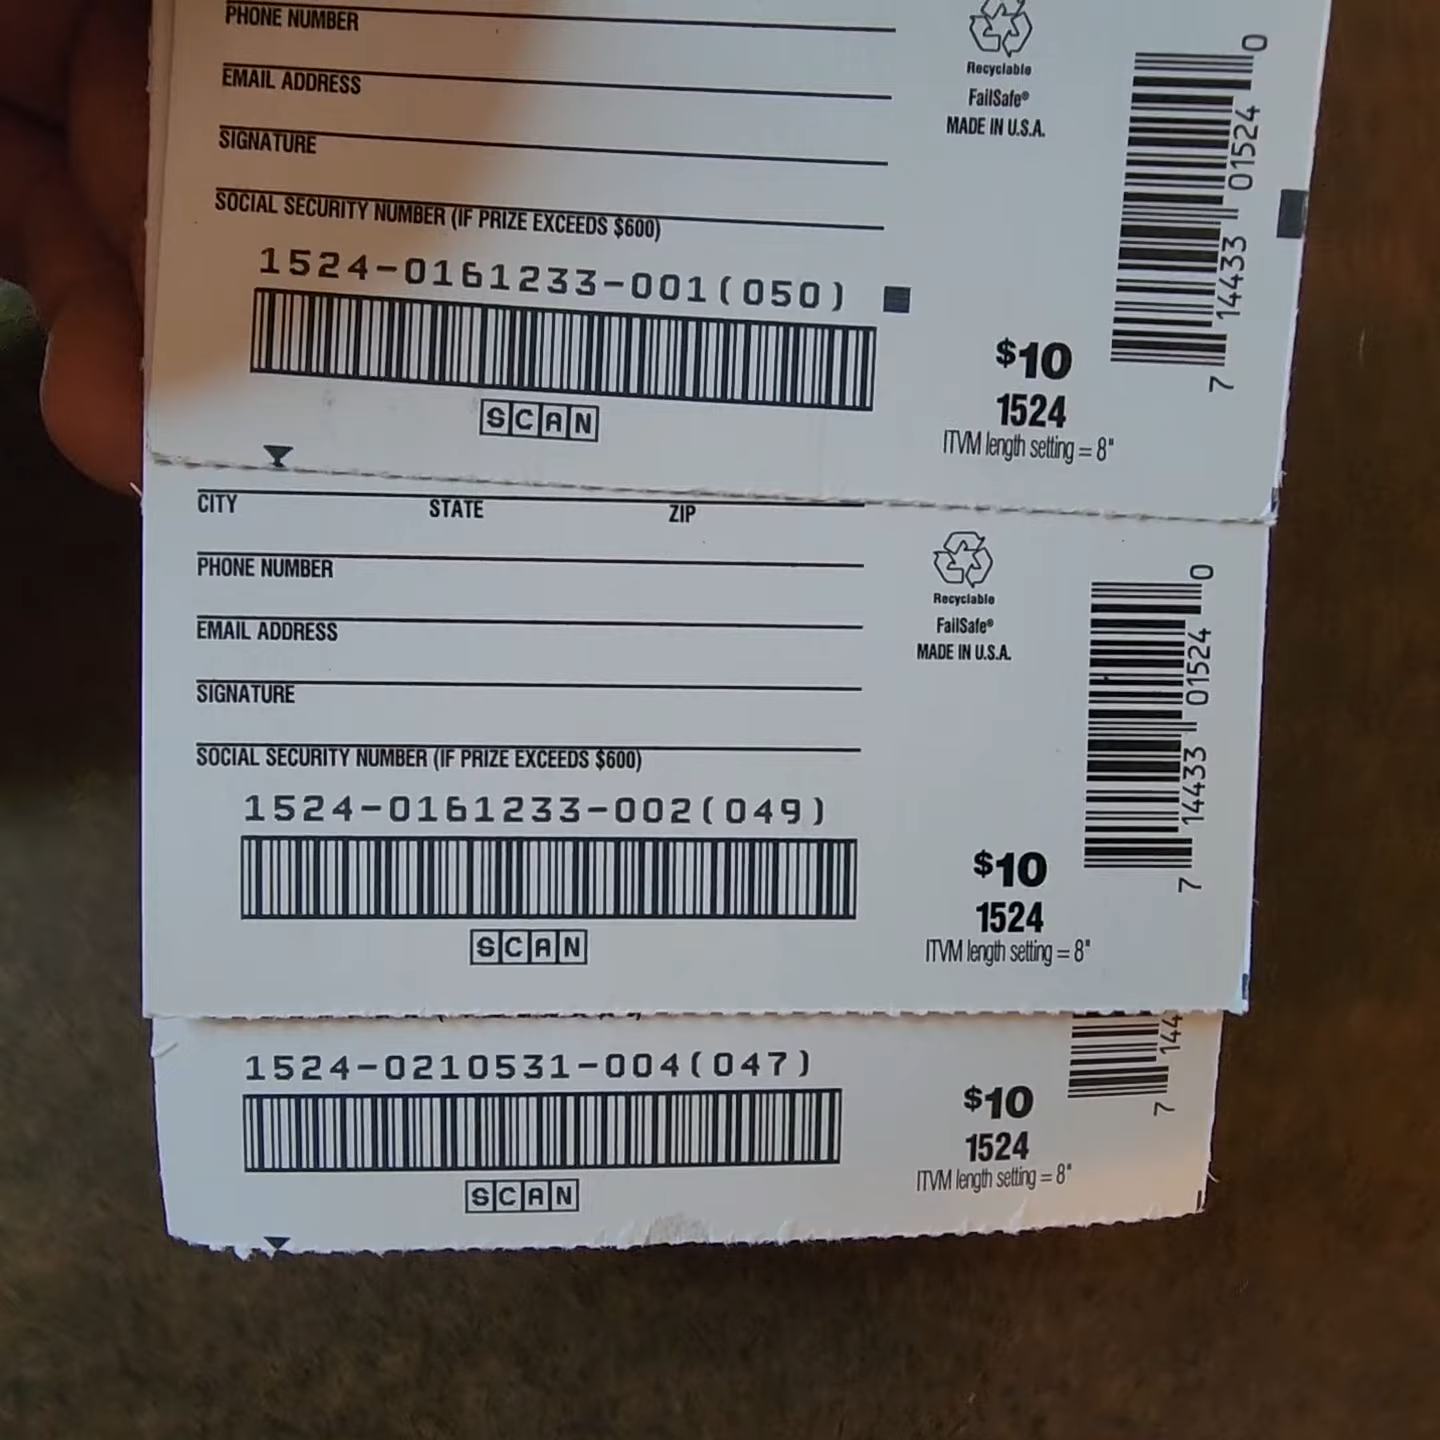 PHONE NUMBER
EMAIL ADDRESS
SIGNATURE
SOCIAL SECURITY NUMBER (IF PRIZE EXCEEDS $600)
1524-0161233-001(050)
SCAN
Recyclable
FailSafe®
MADE IN U.S.A.
$10
1524
ITVM length setting = 8"
7 14433 01524 0
CITY STATE ZIP
PHONE NUMBER
EMAIL ADDRESS
SIGNATURE
SOCIAL SECURITY NUMBER (IF PRIZE EXCEEDS $600)
1524-0161233-002(049)
SCAN
Recyclable
FailSafe®
MADE IN U.S.A.
$10
1524
ITVM length setting = 8"
7 14433 01524 0
1524-0210531-004(047)
SCAN
$10
1524
ITVM length setting = 8"
7 144